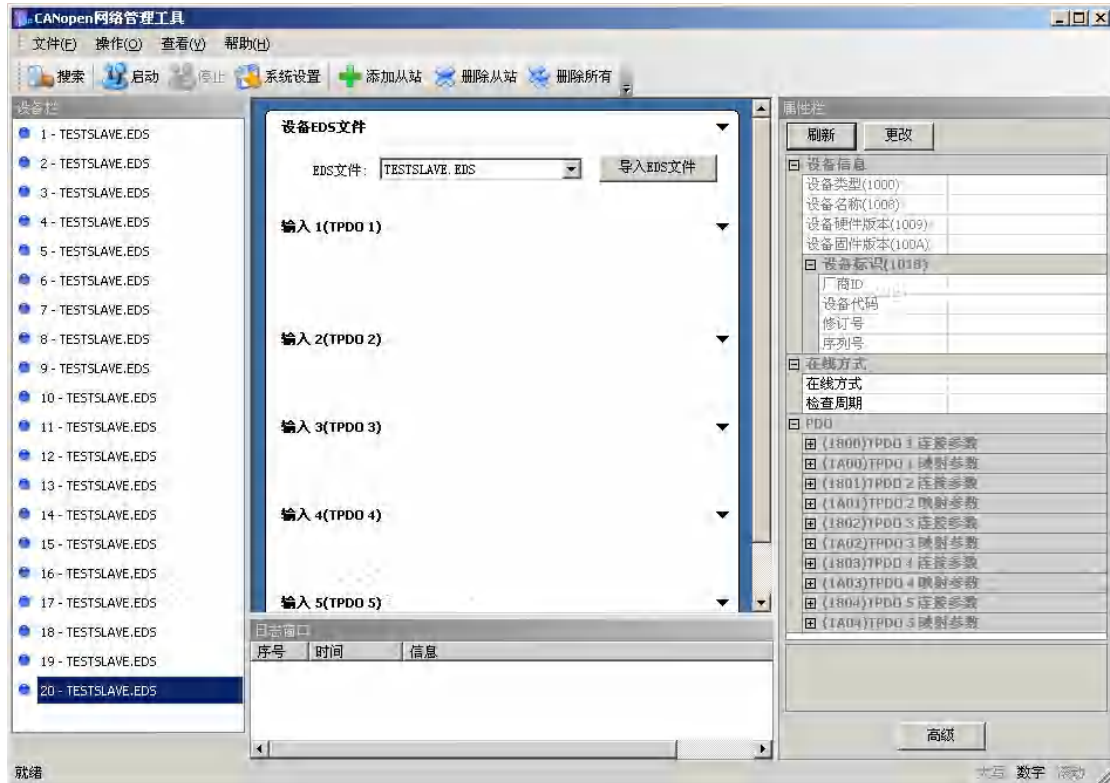 CANopen网络管理工具
文件(F) 操作(O) 查看(V) 帮助(H)
搜索 启动 停止 系统设置 添加从站 删除从站 删除所有
设备栏
1 - TESTSLAVE.EDS
2 - TESTSLAVE.EDS
3 - TESTSLAVE.EDS
4 - TESTSLAVE.EDS
5 - TESTSLAVE.EDS
6 - TESTSLAVE.EDS
7 - TESTSLAVE.EDS
8 - TESTSLAVE.EDS
9 - TESTSLAVE.EDS
10 - TESTSLAVE.EDS
11 - TESTSLAVE.EDS
12 - TESTSLAVE.EDS
13 - TESTSLAVE.EDS
14 - TESTSLAVE.EDS
15 - TESTSLAVE.EDS
16 - TESTSLAVE.EDS
17 - TESTSLAVE.EDS
18 - TESTSLAVE.EDS
19 - TESTSLAVE.EDS
20 - TESTSLAVE.EDS
设备EDS文件
EDS文件: TESTSLAVE.EDS 导入EDS文件
输入 1(TPDO 1)
输入 2(TPDO 2)
输入 3(TPDO 3)
输入 4(TPDO 4)
输入 5(TPDO 5)
日志窗口
序号 时间 信息
属性栏
刷新 更改
设备信息
设备类型(1000)
设备名称(1008)
设备硬件版本(1009)
设备固件版本(100A)
设备标识(1018)
厂商ID
设备代码
修订号
序列号
在线方式
在线方式
检查周期
PDO
(1800)TPDO 1 连接参数
(1A00)TPDO 1 映射参数
(1801)TPDO 2 连接参数
(1A01)TPDO 2 映射参数
(1802)TPDO 3 连接参数
(1A02)TPDO 3 映射参数
(1803)TPDO 4 连接参数
(1A03)TPDO 4 映射参数
(1804)TPDO 5 连接参数
(1A04)TPDO 5 映射参数
高级
就绪
大写 数字 滚动